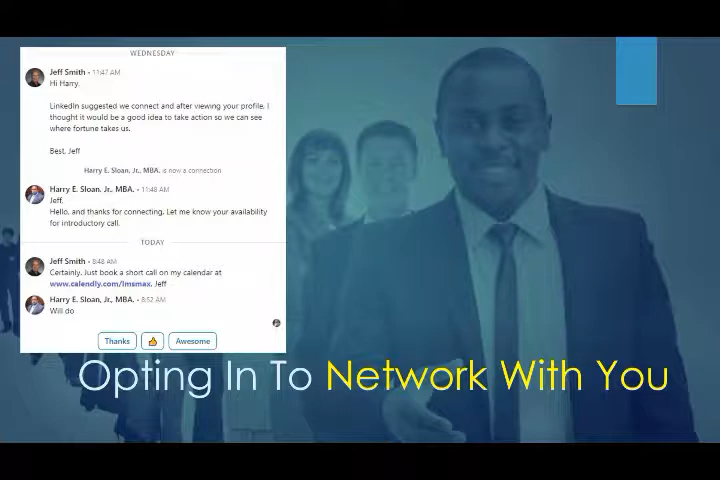 WEDNESDAY
Jeff Smith • 11:47 AM
Hi Harry,
LinkedIn suggested we connect and after viewing your profile, I
thought it would be a good idea to take action so we can see
where fortune takes us.
Best, Jeff
Harry E. Sloan, Jr., MBA. is now a connection
Harry E. Sloan, Jr., MBA. • 11:48 AM
Jeff,
Hello, and thanks for connecting. Let me know your availability
for introductory call.
TODAY
Jeff Smith • 8:48 AM
Certainly. Just book a short call on my calendar at
www.calendly.com/lmsmax. Jeff
Harry E. Sloan, Jr., MBA. • 8:52 AM
Will do
Thanks
Awesome
Opting In To Network With You